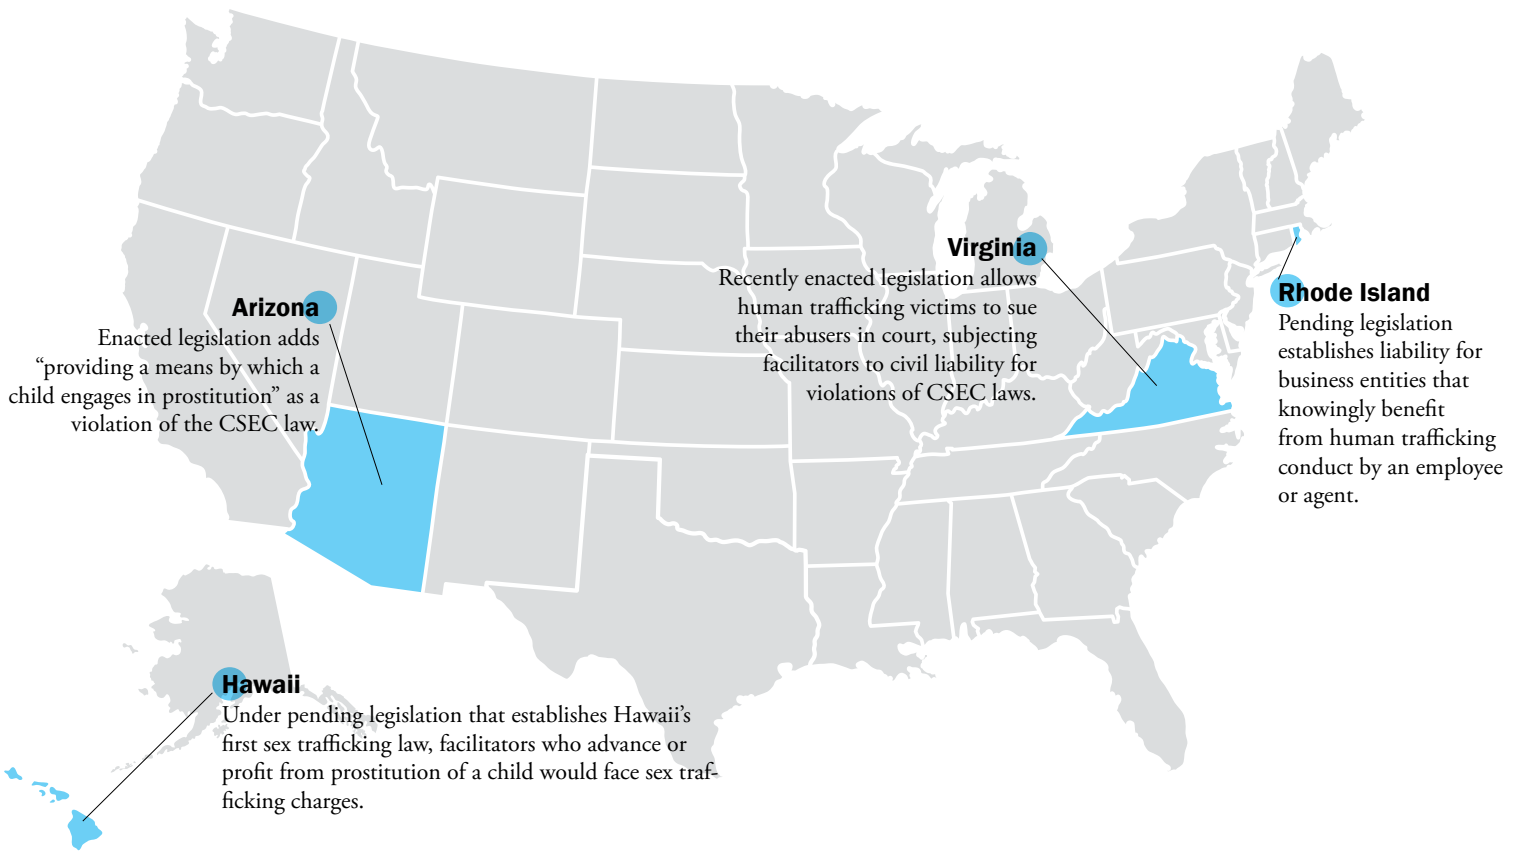 Virginia
Recently enacted legislation allows
human trafficking victims to sue
their abusers in court, subjecting
facilitators to civil liability for
violations of CSEC laws.
Rhode Island
Pending legislation
establishes liability for
business entities that
knowingly benefit
from human trafficking
conduct by an employee
or agent.
Arizona
Enacted legislation adds
“providing a means by which a
child engages in prostitution” as a
violation of the CSEC law.
Hawaii
Under pending legislation that establishes Hawaii’s
first sex trafficking law, facilitators who advance or
profit from prostitution of a child would face sex traf-
ficking charges.